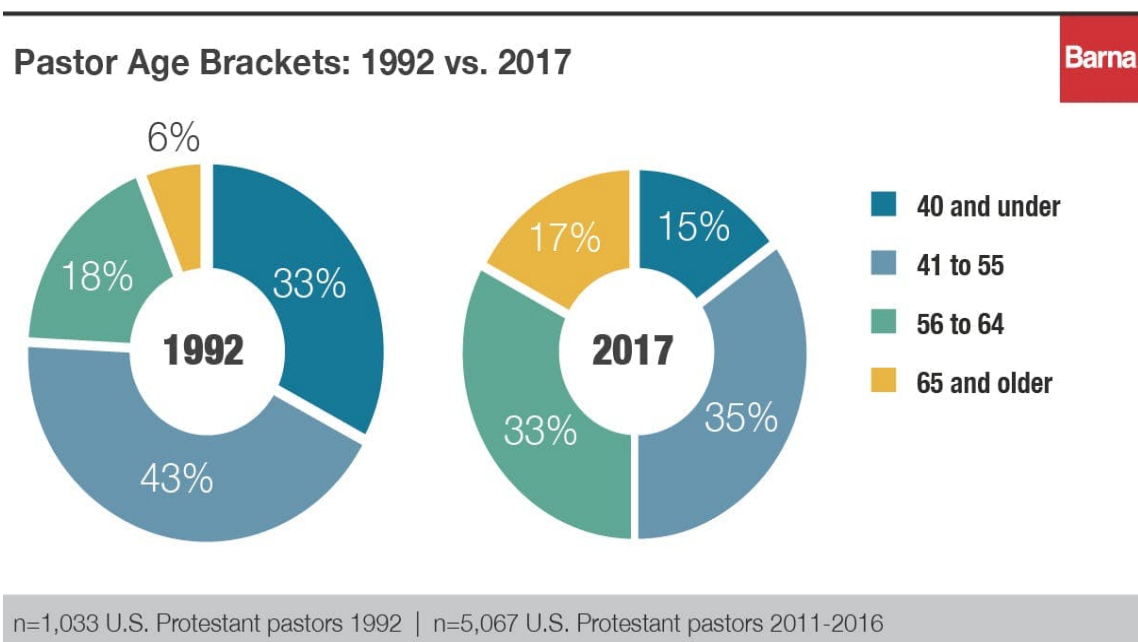 Pastor Age Brackets: 1992 vs. 2017
Barna
6%
18%
33%
1992
43%
17%
15%
2017
33%
35%
40 and under
41 to 55
56 to 64
65 and older
n=1,033 U.S. Protestant pastors 1992 | n=5,067 U.S. Protestant pastors 2011-2016